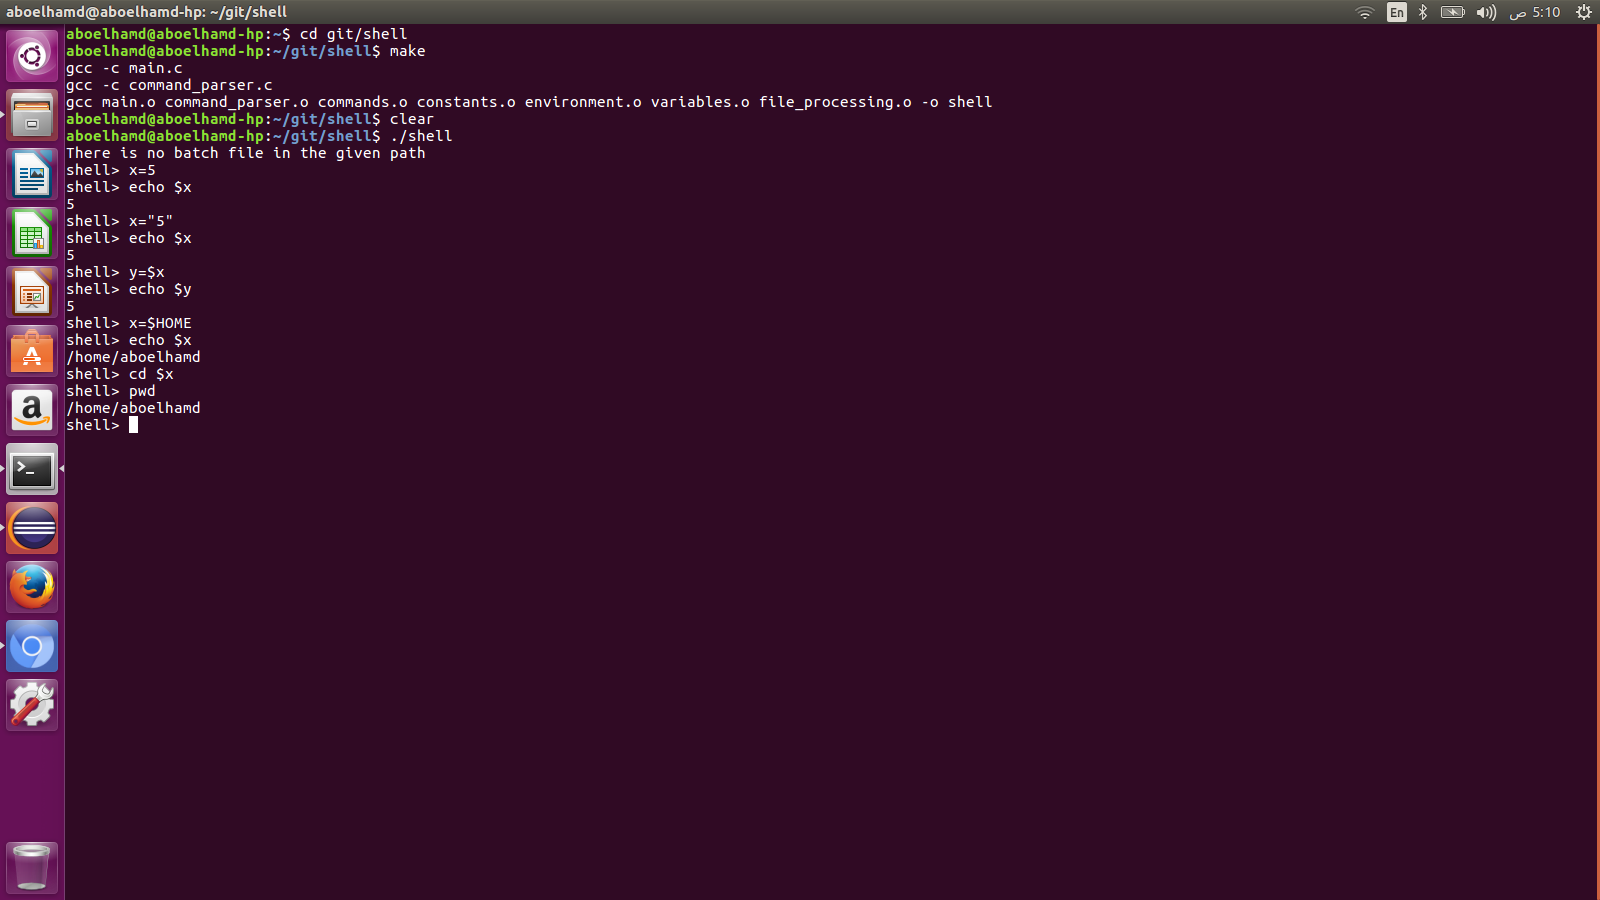 aboelhamd@aboelhamd-hp: ~/git/shell
En
5:10 ص
aboelhamd@aboelhamd-hp:~$ cd git/shell
aboelhamd@aboelhamd-hp:~/git/shell$ make
gcc -c main.c
gcc -c command_parser.c
gcc main.o command_parser.o commands.o constants.o environment.o variables.o file_processing.o -o shell
aboelhamd@aboelhamd-hp:~/git/shell$ clear
aboelhamd@aboelhamd-hp:~/git/shell$ ./shell
There is no batch file in the given path
shell> x=5
shell> echo $x
5
shell> x="5"
shell> echo $x
5
shell> y=$x
shell> echo $y
5
shell> x=$HOME
shell> echo $x
/home/aboelhamd
shell> cd $x
shell> pwd
/home/aboelhamd
shell>